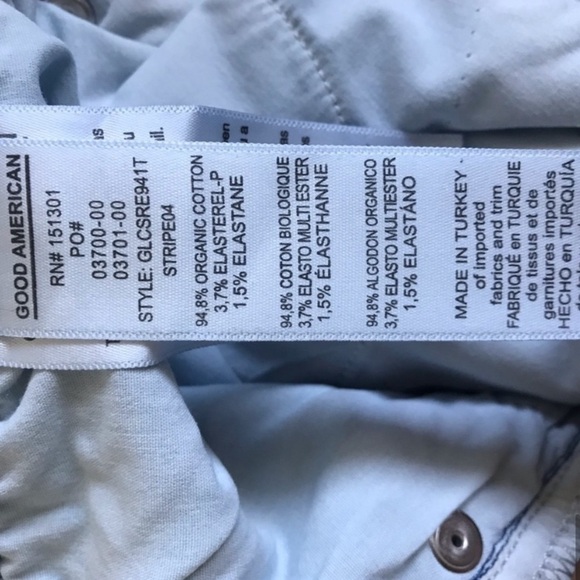 GOOD AMERICAN
RN# 151301
PO#
03700-00
03701-00
STYLE: GLCSRE941T
STRIPE04
94,8% ORGANIC COTTON
3,7% ELASTEREL-P
1,5% ELASTANE
94,8% COTON BIOLOGIQUE
3,7% ELASTO MULTIESTER
1,5% ÉLASTHANNE
94,8% ALGODON ORGANICO
3,7% ELASTO MULTIESTER
1,5% ELASTANO
MADE IN TURKEY
of imported
fabrics and trim
FABRIQUÉ en TURQUIE
de tissus et de
garnitures importés
HECHO en TURQUÍA